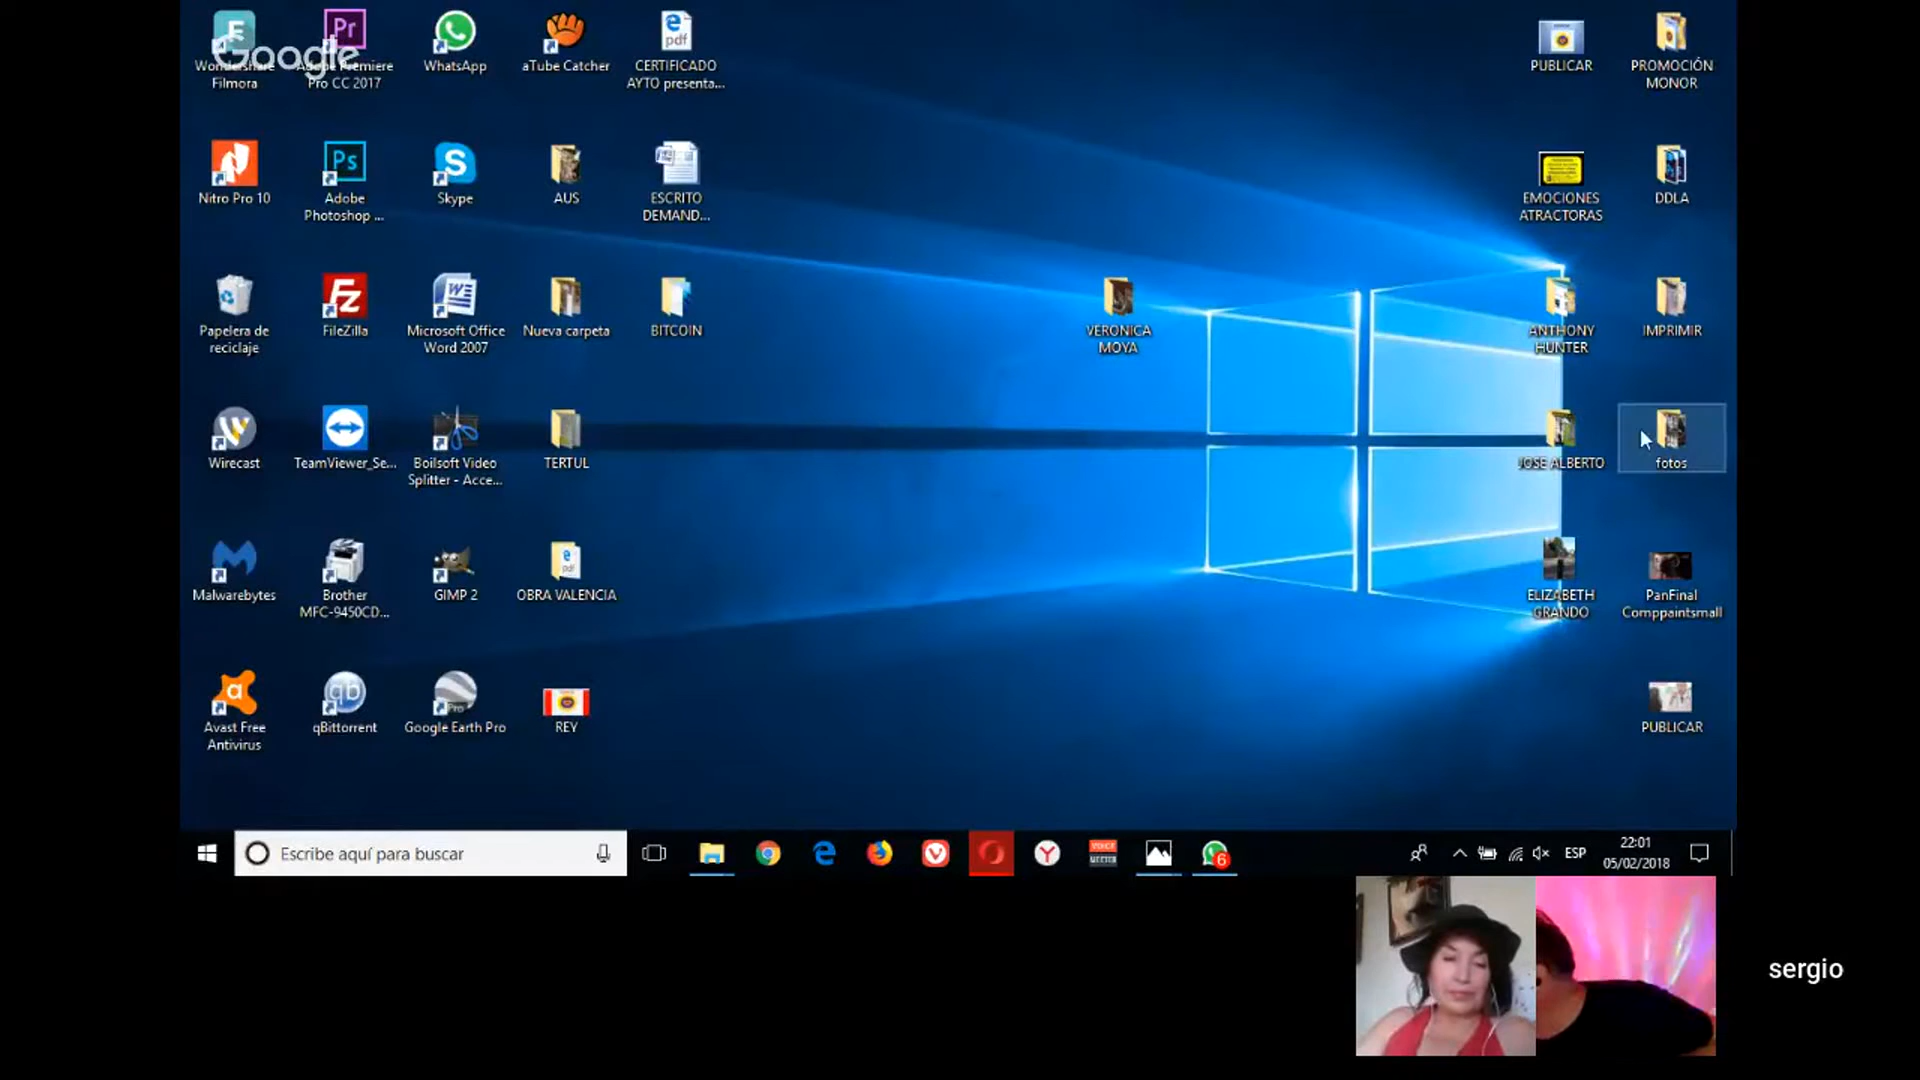 Google
Wondershare
Filmora
Adobe Premiere
Pro CC 2017
WhatsApp
aTube Catcher
CERTIFICADO
AYTO presenta...
PUBLICAR
PROMOCIÓN
MONOR
Nitro Pro 10
Adobe
Photoshop ...
Skype
AUS
ESCRITO
DEMAND...
EMOCIONES
ATRACTORAS
DDLA
Papelera de
reciclaje
FileZilla
Microsoft Office
Word 2007
Nueva carpeta
BITCOIN
VERONICA
MOYA
ANTHONY
HUNTER
IMPRIMIR
Wirecast
TeamViewer_Se...
Boilsoft Video
Splitter - Acce...
TERTUL
JOSE ALBERTO
fotos
Malwarebytes
Brother
MFC-9450CD...
GIMP 2
OBRA VALENCIA
ELIZABETH
GRANDO
PanFinal
Comppaintsmall
Avast Free
Antivirus
qBittorrent
Google Earth Pro
REY
PUBLICAR
Escribe aquí para buscar
6
ESP
22:01
05/02/2018
sergio